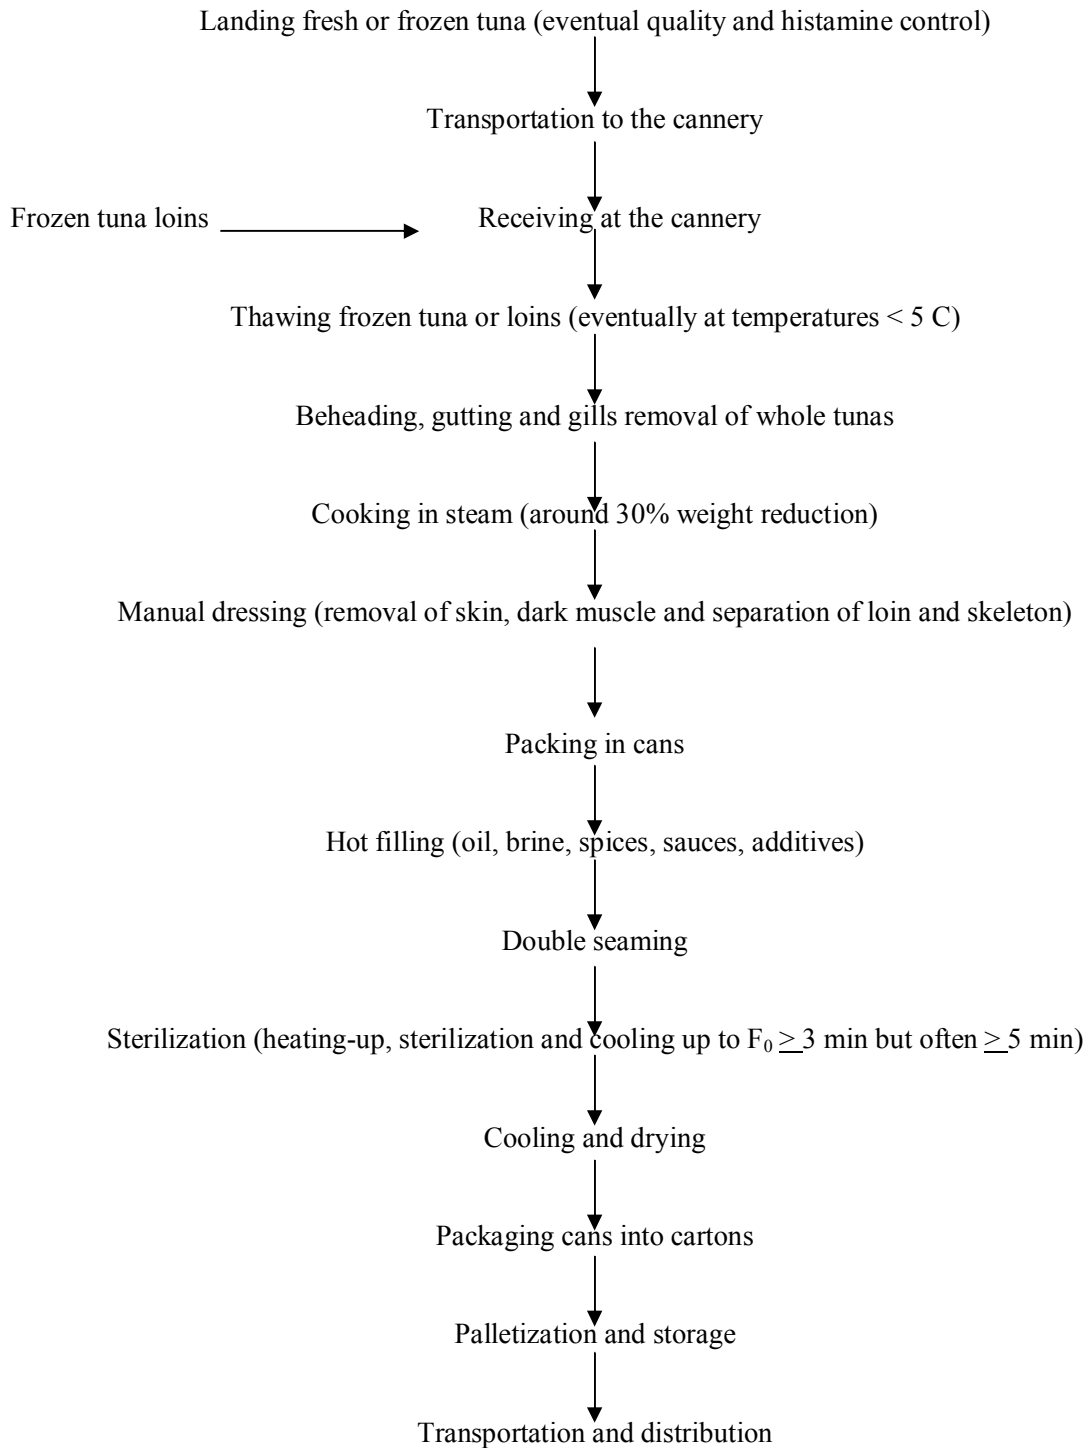 Landing fresh or frozen tuna (eventual quality and histamine control)
Transportation to the cannery
Frozen tuna loins
Receiving at the cannery
Thawing frozen tuna or loins (eventually at temperatures < 5 C)
Beheading, gutting and gills removal of whole tunas
Cooking in steam (around 30% weight reduction)
Manual dressing (removal of skin, dark muscle and separation of loin and skeleton)
Packing in cans
Hot filling (oil, brine, spices, sauces, additives)
Double seaming
Sterilization (heating-up, sterilization and cooling up to F₀ ≥ 3 min but often ≥ 5 min)
Cooling and drying
Packaging cans into cartons
Palletization and storage
Transportation and distribution